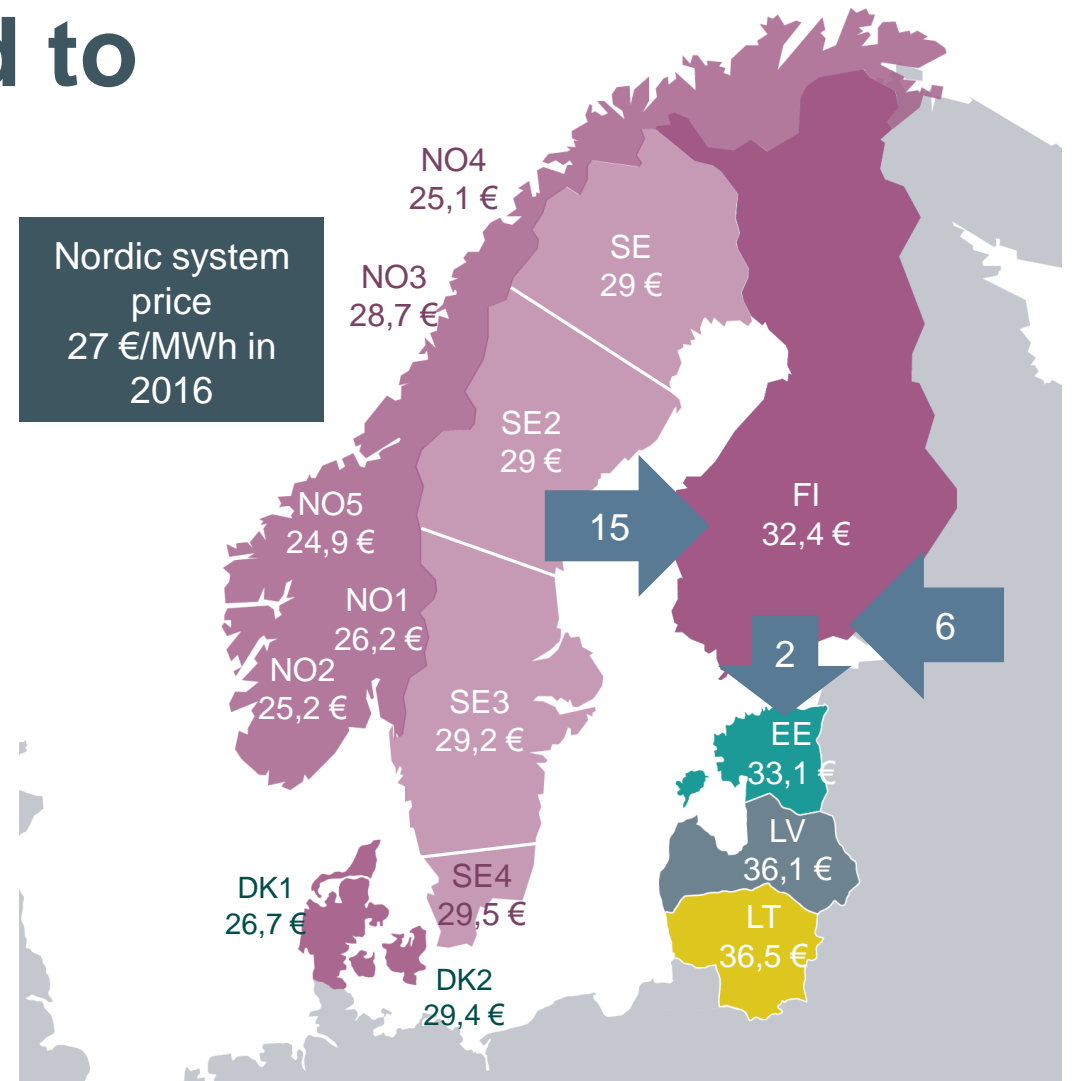 d to
NO4
25,1 €
Nordic system
price
27 €/MWh in
2016
NO3
28,7 €
SE
29 €
SE2
29 €
NO5
24,9 €
15
FI
32,4 €
NO1
26,2 €
6
2
NO2
25,2 €
SE3
29,2 €
EE
33,1 €
LV
36,1 €
DK1
26,7 €
SE4
29,5 €
LT
36,5 €
DK2
29,4 €